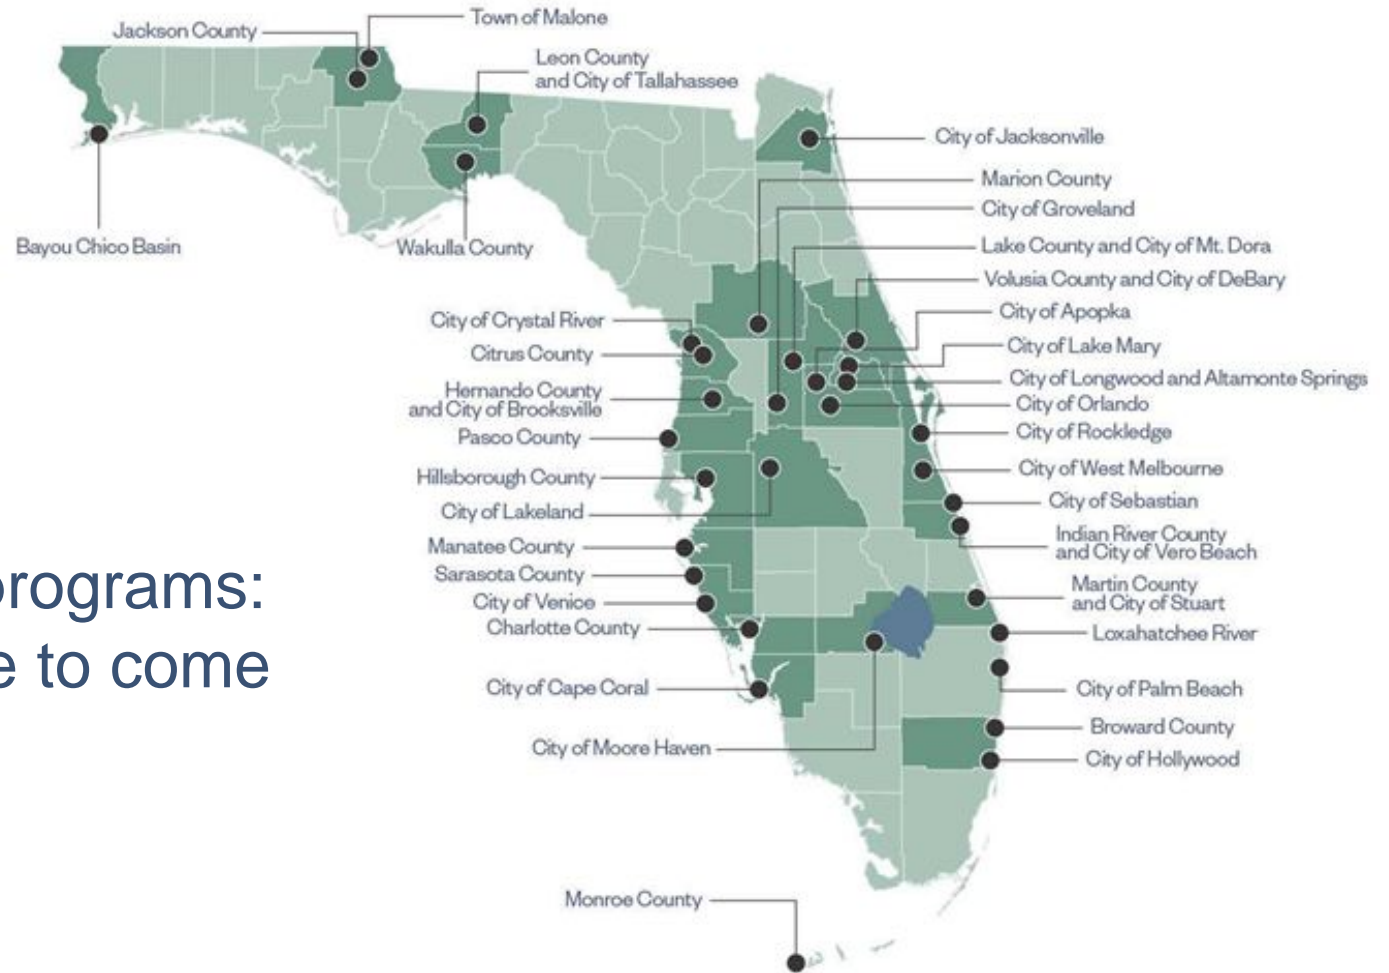 Town of Malone
Jackson County
Leon County
and City of Tallahassee
City of Jacksonville
Marion County
City of Groveland
Bayou Chico Basin
Wakulla County
Lake County and City of Mt. Dora
Volusia County and City of DeBary
City of Apopka
City of Crystal River
City of Lake Mary
Citrus County
City of Longwood and Altamonte Springs
Hernando County
and City of Brooksville
City of Orlando
City of Rockledge
Pasco County
City of West Melbourne
Hillsborough County
City of Sebastian
City of Lakeland
Indian River County
and City of Vero Beach
Manatee County
Sarasota County
Martin County
and City of Stuart
City of Venice
Charlotte County
Loxahatchee River
programs:
e to come
City of Cape Coral
City of Palm Beach
Broward County
City of Moore Haven
City of Hollywood
Monroe County